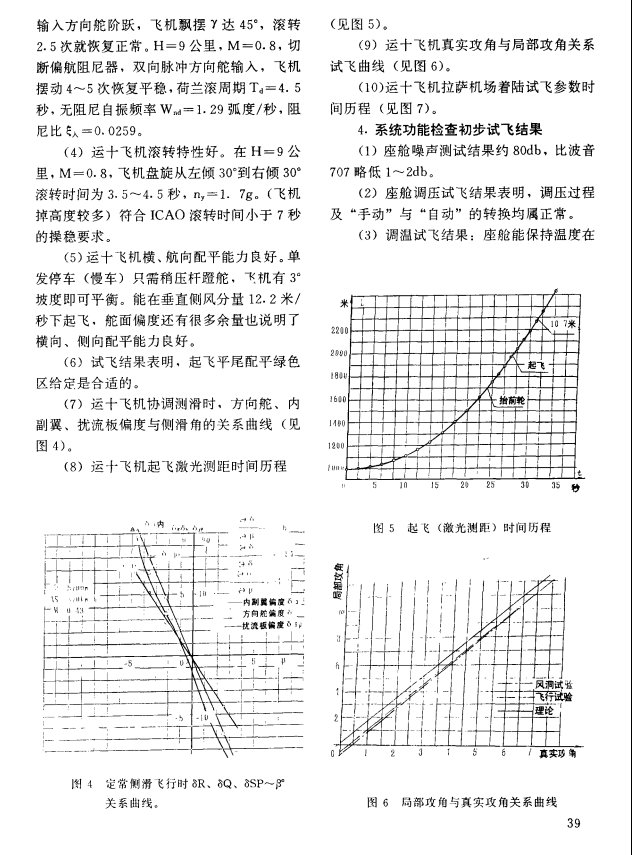 输入方向舵阶跃，飞机飘摆γ达45°，滚转
2.5次就恢复正常。H＝9公里，M＝0.8，切
断偏航阻尼器，双向脉冲方向舵输入，飞机
摆动4～5次恢复平稳，荷兰滚周期Td＝4.5
秒，无阻尼自振频率Wnd＝1.29弧度/秒，阻
尼比ξ＝0.0259。
（4）运十飞机滚转特性好。在H＝9公
里，M＝0.8，飞机盘旋从左倾30°到右倾30°
滚转时间为3.5～4.5秒，ny＝1.7g。（飞机
掉高度较多）符合ICAO滚转时间小于7秒
的操稳要求。
（5）运十飞机横、航向配平能力良好。单
发停车（慢车）只需稍压杆蹬舵，飞机有3°
坡度即可平衡。能在垂直侧风分量12.2米/
秒下起飞，舵面偏度还有很多余量也说明了
横向、侧向配平能力良好。
（6）试飞结果表明，起飞平尾配平绿色
区给定是合适的。
（7）运十飞机协调测滑时，方向舵、内
副翼、扰流板偏度与侧滑角的关系曲线（见
图4）。
（8）运十飞机起飞激光测距时间历程
内
-5
0
5
β
5
-10
-5
-10
内副翼偏度
方向舵偏度
扰流板偏度
图4 定常侧滑飞行时δR、δQ、δSP～β°
关系曲线。
（见图5）。
（9）运十飞机真实攻角与局部攻角关系
试飞曲线（见图6）。
（10）运十飞机拉萨机场着陆试飞参数时
间历程（见图7）。
4. 系统功能检查初步试飞结果
（1）座舱噪声测试结果约80db，比波音
707略低1～2db。
（2）座舱调压试飞结果表明，调压过程
及“手动”与“自动”的转换均属正常。
（3）调温试飞结果：座舱能保持温度在
米
2200
2000
1800
1600
1400
1200
1000
10.7米
起飞
抬前轮
0 5 10 15 20 25 30 35 秒
t
图5 起飞（激光测距）时间历程
局部攻角
2
风洞试验
飞行试验
理论
0 1 2 3 5 6 真实攻角
图6 局部攻角与真实攻角关系曲线
39